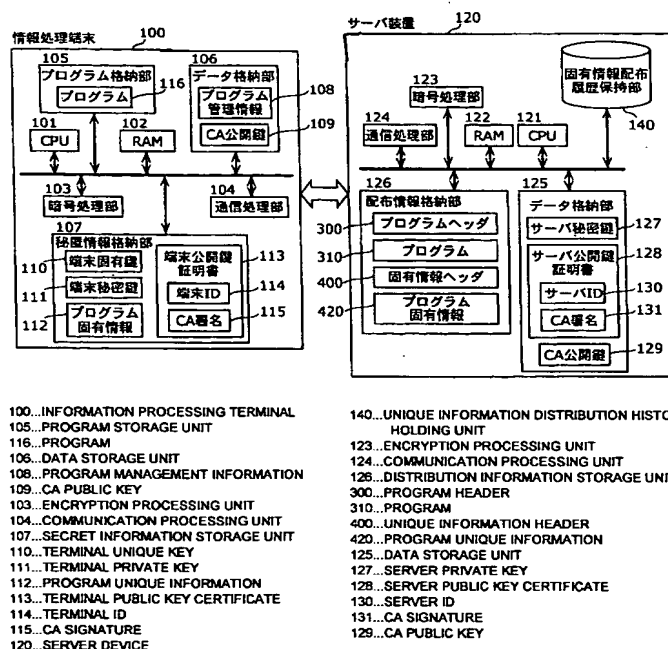 情報処理端末
100
105
プログラム格納部
プログラム
116
106
データ格納部
プログラム
管理情報
108
CA公開鍵
109
101
CPU
102
RAM
103
暗号処理部
104
通信処理部
107
秘匿情報格納部
110
端末固有鍵
111
端末秘密鍵
112
プログラム
固有情報
端末公開鍵
証明書
113
端末ID
114
CA署名
115
サーバ装置
120
123
暗号処理部
固有情報配布
履歴保持部
140
124
通信処理部
122
RAM
121
CPU
126
配布情報格納部
300
プログラムヘッダ
310
プログラム
400
固有情報ヘッダ
420
プログラム
固有情報
125
データ格納部
サーバ秘密鍵
127
サーバ公開鍵
証明書
128
サーバID
130
CA署名
131
CA公開鍵
129
100...INFORMATION PROCESSING TERMINAL
105...PROGRAM STORAGE UNIT
116...PROGRAM
106...DATA STORAGE UNIT
108...PROGRAM MANAGEMENT INFORMATION
109...CA PUBLIC KEY
103...ENCRYPTION PROCESSING UNIT
104...COMMUNICATION PROCESSING UNIT
107...SECRET INFORMATION STORAGE UNIT
110...TERMINAL UNIQUE KEY
111...TERMINAL PRIVATE KEY
112...PROGRAM UNIQUE INFORMATION
113...TERMINAL PUBLIC KEY CERTIFICATE
114...TERMINAL ID
115...CA SIGNATURE
120...SERVER DEVICE
140...UNIQUE INFORMATION DISTRIBUTION HISTO
HOLDING UNIT
123...ENCRYPTION PROCESSING UNIT
124...COMMUNICATION PROCESSING UNIT
126...DISTRIBUTION INFORMATION STORAGE UNI
300...PROGRAM HEADER
310...PROGRAM
400...UNIQUE INFORMATION HEADER
420...PROGRAM UNIQUE INFORMATION
125...DATA STORAGE UNIT
127...SERVER PRIVATE KEY
128...SERVER PUBLIC KEY CERTIFICATE
130...SERVER ID
131...CA SIGNATURE
129...CA PUBLIC KEY